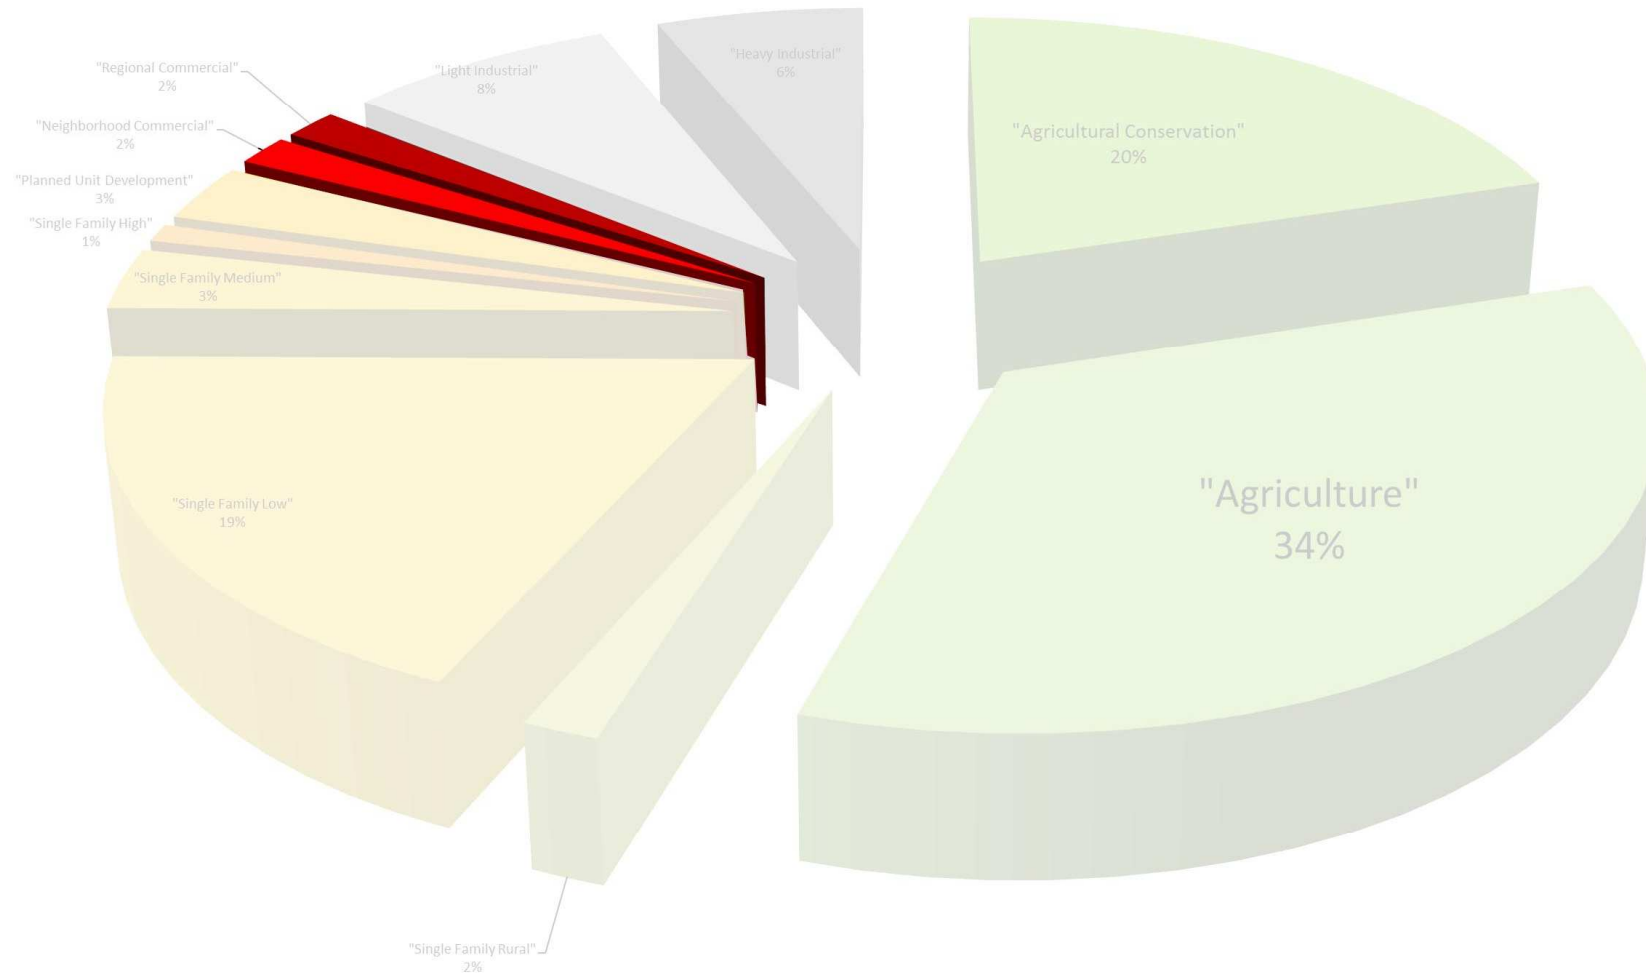 "Heavy Industrial"
6%
"Light Industrial"
8%
"Regional Commercial"
2%
"Neighborhood Commercial"
2%
"Planned Unit Development"
3%
"Single Family High"
1%
"Single Family Medium"
3%
"Agricultural Conservation"
20%
"Agriculture"
34%
"Single Family Low"
19%
"Single Family Rural"
2%